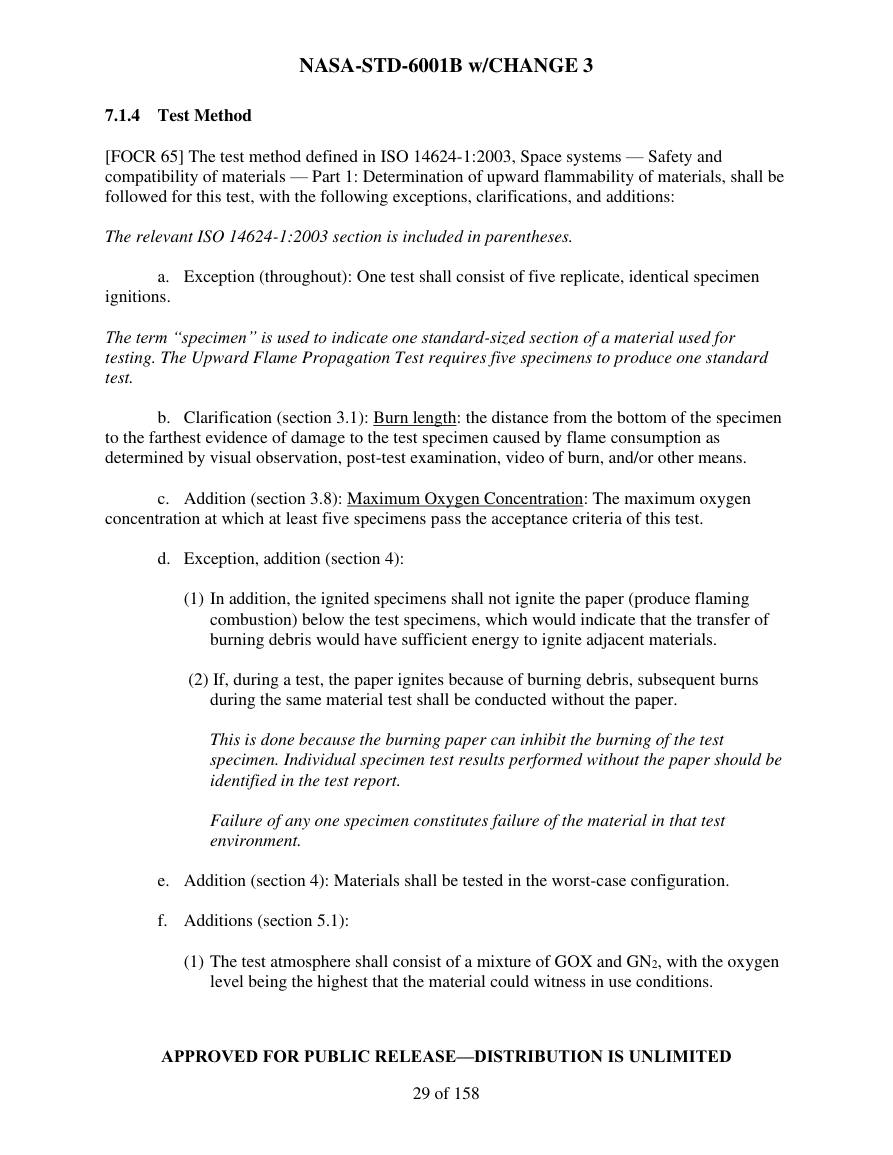 NASA-STD-6001B w/CHANGE 3
7.1.4 Test Method
[FOCR 65] The test method defined in ISO 14624-1:2003, Space systems — Safety and
compatibility of materials — Part 1: Determination of upward flammability of materials, shall be
followed for this test, with the following exceptions, clarifications, and additions:
The relevant ISO 14624-1:2003 section is included in parentheses.
a. Exception (throughout): One test shall consist of five replicate, identical specimen
ignitions.
The term “specimen” is used to indicate one standard-sized section of a material used for
testing. The Upward Flame Propagation Test requires five specimens to produce one standard
test.
b. Clarification (section 3.1): Burn length: the distance from the bottom of the specimen
to the farthest evidence of damage to the test specimen caused by flame consumption as
determined by visual observation, post-test examination, video of burn, and/or other means.
c. Addition (section 3.8): Maximum Oxygen Concentration: The maximum oxygen
concentration at which at least five specimens pass the acceptance criteria of this test.
d. Exception, addition (section 4):
(1) In addition, the ignited specimens shall not ignite the paper (produce flaming
combustion) below the test specimens, which would indicate that the transfer of
burning debris would have sufficient energy to ignite adjacent materials.
(2) If, during a test, the paper ignites because of burning debris, subsequent burns
during the same material test shall be conducted without the paper.
This is done because the burning paper can inhibit the burning of the test
specimen. Individual specimen test results performed without the paper should be
identified in the test report.
Failure of any one specimen constitutes failure of the material in that test
environment.
e. Addition (section 4): Materials shall be tested in the worst-case configuration.
f. Additions (section 5.1):
(1) The test atmosphere shall consist of a mixture of GOX and GN₂, with the oxygen
level being the highest that the material could witness in use conditions.
APPROVED FOR PUBLIC RELEASE—DISTRIBUTION IS UNLIMITED
29 of 158